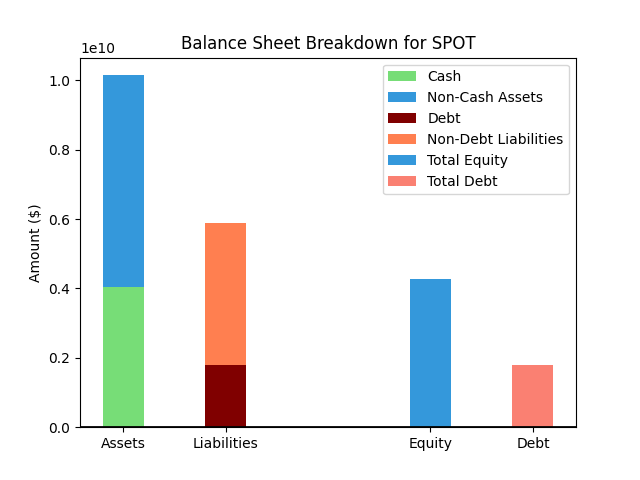 Balance Sheet Breakdown for SPOT
1e10
1.0
0.8
0.6
0.4
0.2
0.0
Amount ($)
Cash
Non-Cash Assets
Debt
Non-Debt Liabilities
Total Equity
Total Debt
Assets
Liabilities
Equity
Debt